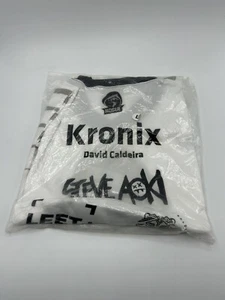 Kronix
David Caldeira
STEVE AOKI
LEET